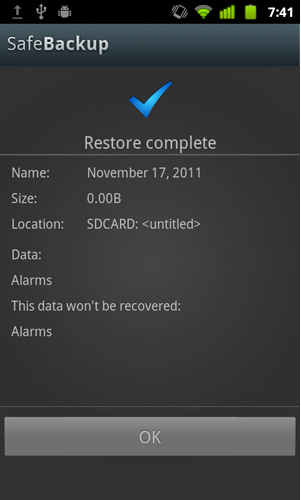 7:41
SafeBackup
Restore complete
Name: November 17, 2011
Size: 0.00B
Location: SDCARD: <untitled>
Data:
Alarms
This data won't be recovered:
Alarms
OK